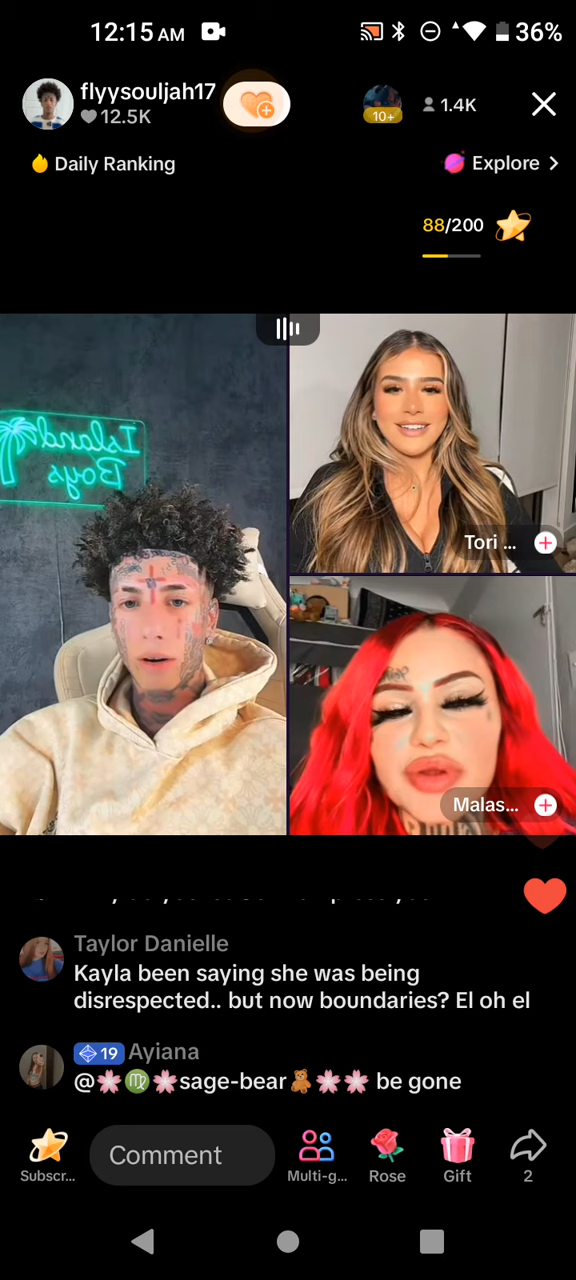 12:15 AM
36%
flyysouljah17
12.5K
10+
1.4K
Daily Ranking
Explore >
88/200
Island
Boys
Tori ...
Malas...
Taylor Danielle
Kayla been saying she was being
disrespected.. but now boundaries? El oh el
19 Ayiana
@🌸♍🌸sage-bear🧸🌸🌸 be gone
Subscr...
Comment
Multi-g...
Rose
Gift
2